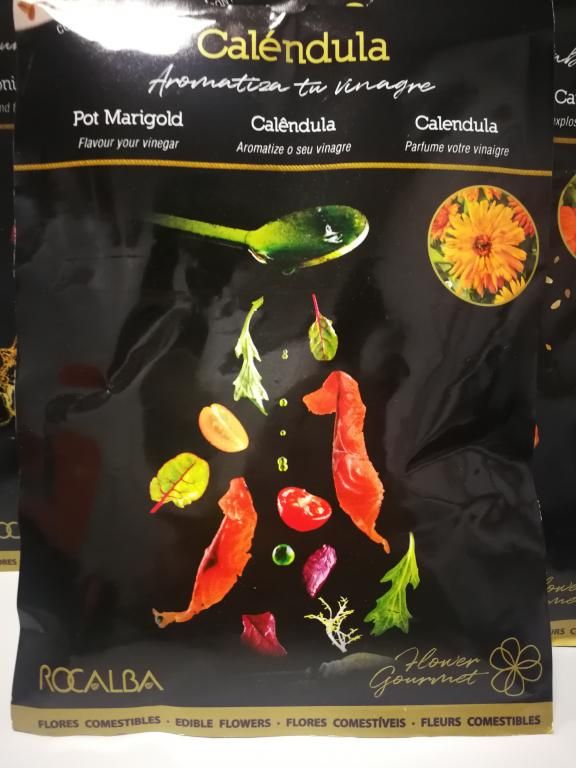 Caléndula
Aromatiza tu vinagre
Pot Marigold
Flavour your vinegar
Calêndula
Aromatize o seu vinagre
Calendula
Parfume votre vinaigre
ROCALBA
Flower
Gourmet
FLORES COMESTIBLES · EDIBLE FLOWERS · FLORES COMESTÍVEIS · FLEURS COMESTIBLES